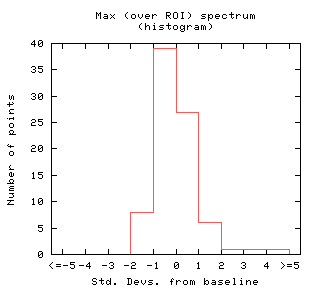 Max (over ROI) spectrum
(histogram)
40
35
30
25
20
15
10
5
0
Number of points
<=-5 -4 -3 -2 -1 0 1 2 3 4 >=5
Std. Devs. from baseline